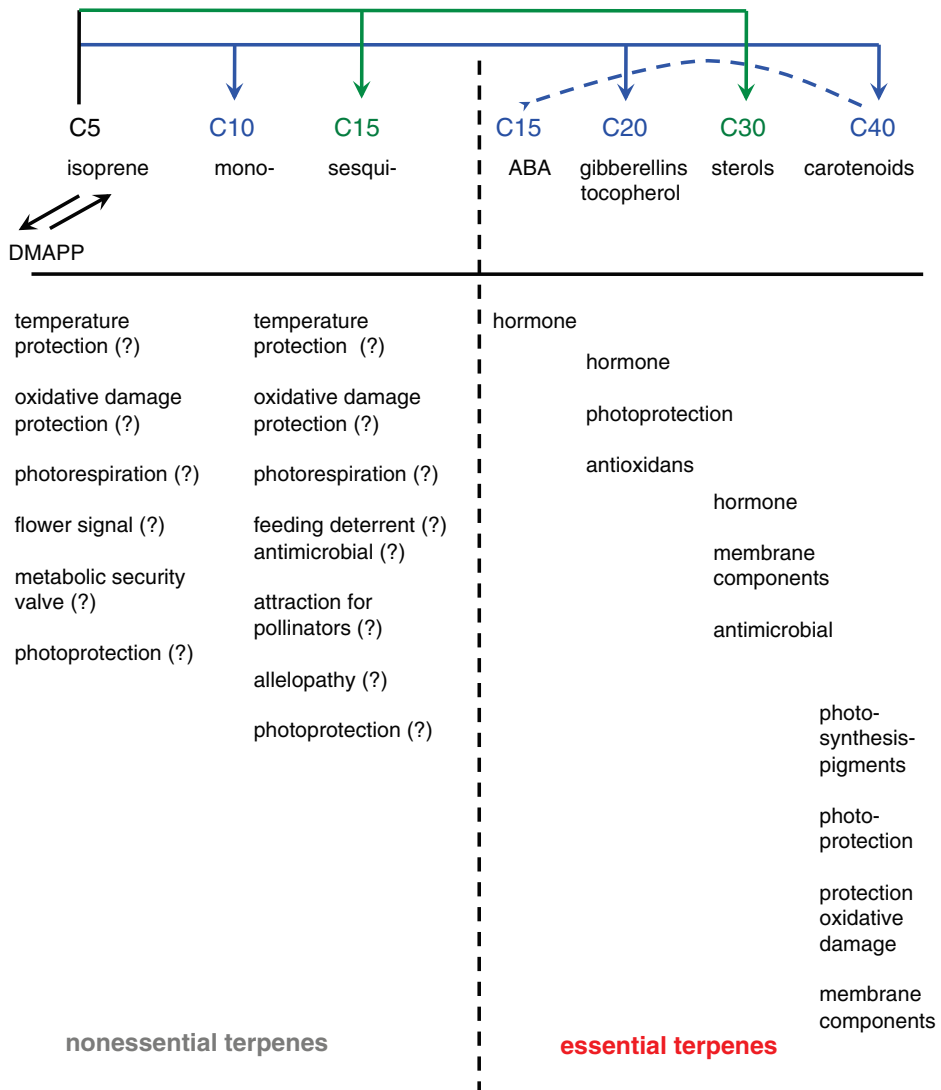 C5 C10 C15 C15 C20 C30 C40
isoprene mono- sesqui- ABA gibberellins sterols carotenoids
tocopherol
DMAPP
temperature
protection (?)
oxidative damage
protection (?)
photorespiration (?)
flower signal (?)
metabolic security
valve (?)
photoprotection (?)
temperature
protection (?)
oxidative damage
protection (?)
photorespiration (?)
feeding deterrent (?)
antimicrobial (?)
attraction for
pollinators (?)
allelopathy (?)
photoprotection (?)
hormone
hormone
photoprotection
antioxidans
hormone
membrane
components
antimicrobial
photo-
synthesis-
pigments
photo-
protection
protection
oxidative
damage
membrane
components
nonessential terpenes
essential terpenes